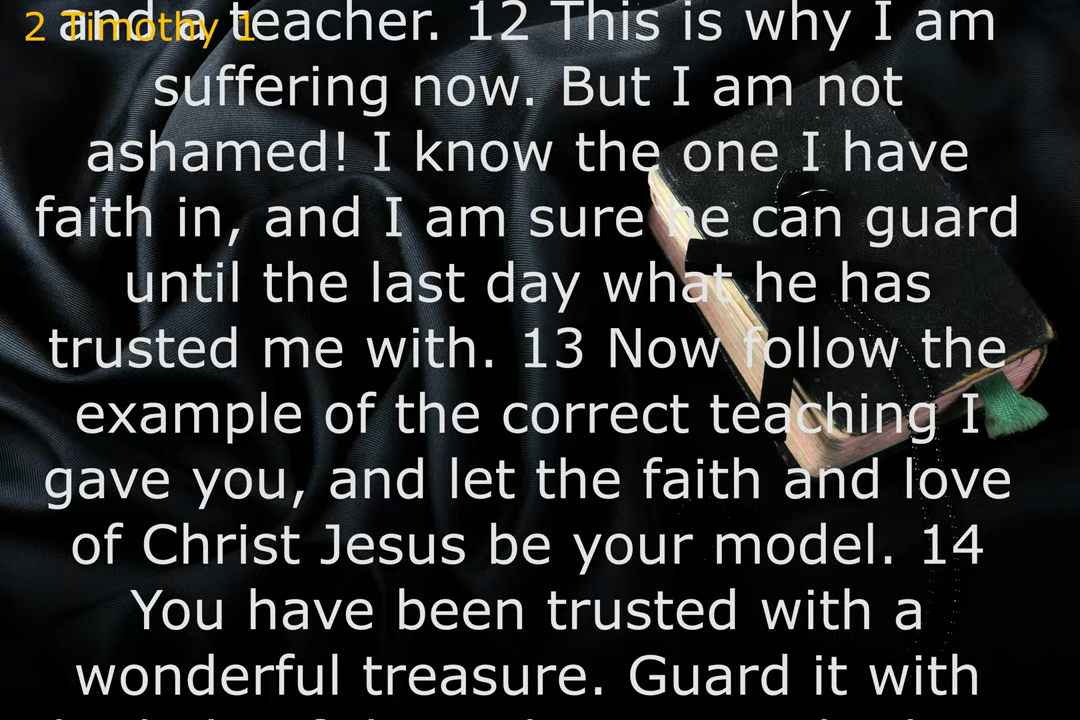 2 Timothy 1
and a teacher. 12 This is why I am
suffering now. But I am not
ashamed! I know the one I have
faith in, and I am sure he can guard
until the last day what he has
trusted me with. 13 Now follow the
example of the correct teaching I
gave you, and let the faith and love
of Christ Jesus be your model. 14
You have been trusted with a
wonderful treasure. Guard it with